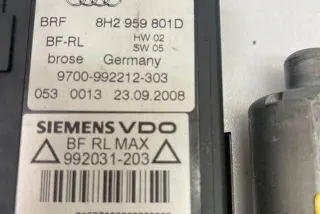 BRF 8H2 959 801D
BF-RL HW 02
SW 05
brose Germany
9700-992212-303
053 0013 23.09.2008
SIEMENS VDO
BF RL MAX
992031-203